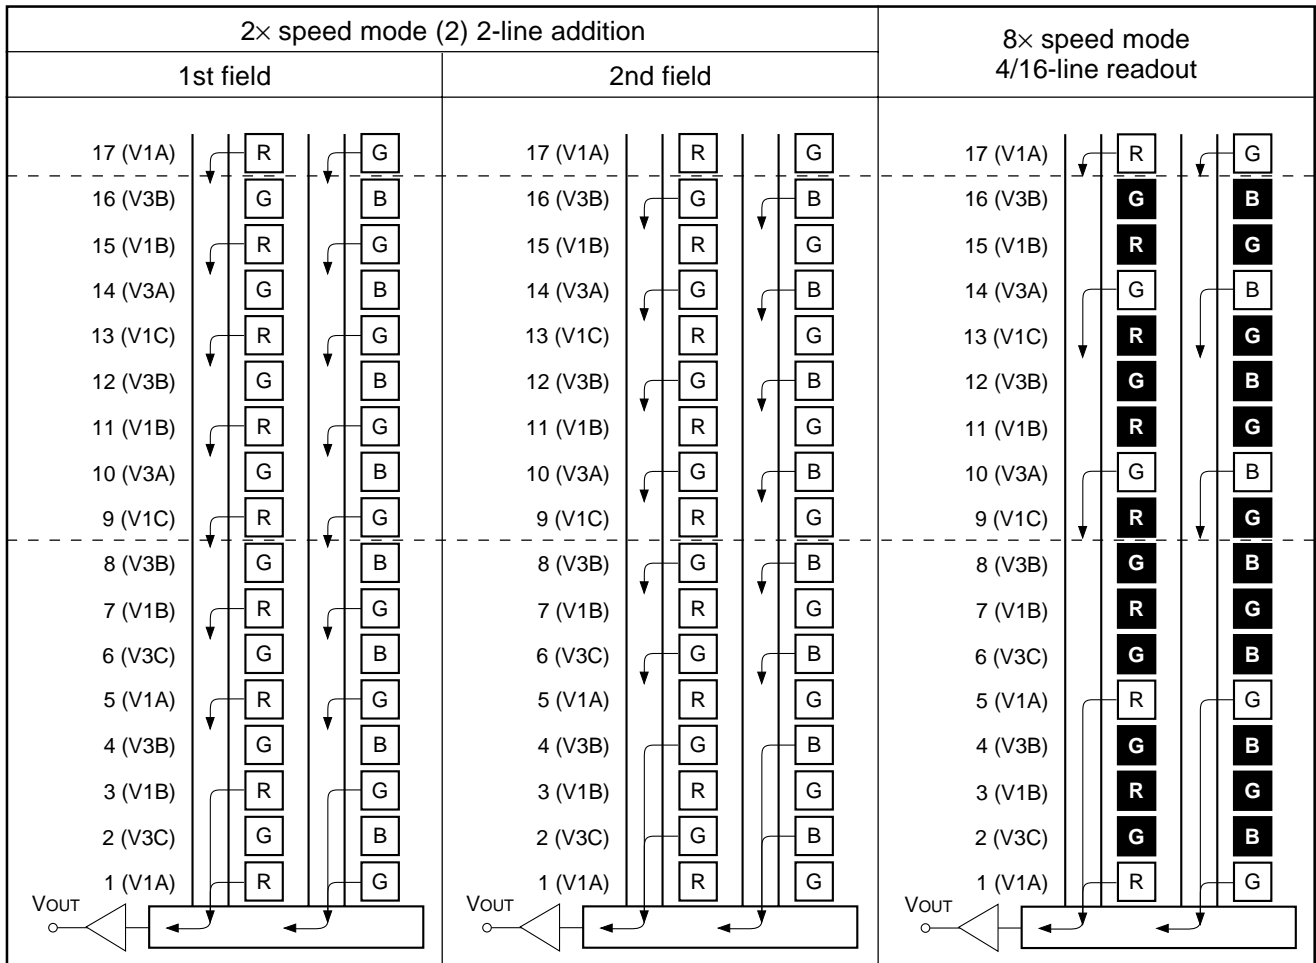 2× speed mode (2) 2-line addition
8× speed mode
4/16-line readout
1st field
2nd field
17 (V1A) R G 17 (V1A) R G 17 (V1A) R G
16 (V3B) G B 16 (V3B) G B 16 (V3B) G B
15 (V1B) R G 15 (V1B) R G 15 (V1B) R G
14 (V3A) G B 14 (V3A) G B 14 (V3A) G B
13 (V1C) R G 13 (V1C) R G 13 (V1C) R G
12 (V3B) G B 12 (V3B) G B 12 (V3B) G B
11 (V1B) R G 11 (V1B) R G 11 (V1B) R G
10 (V3A) G B 10 (V3A) G B 10 (V3A) G B
9 (V1C) R G 9 (V1C) R G 9 (V1C) R G
8 (V3B) G B 8 (V3B) G B 8 (V3B) G B
7 (V1B) R G 7 (V1B) R G 7 (V1B) R G
6 (V3C) G B 6 (V3C) G B 6 (V3C) G B
5 (V1A) R G 5 (V1A) R G 5 (V1A) R G
4 (V3B) G B 4 (V3B) G B 4 (V3B) G B
3 (V1B) R G 3 (V1B) R G 3 (V1B) R G
2 (V3C) G B 2 (V3C) G B 2 (V3C) G B
1 (V1A) R G 1 (V1A) R G 1 (V1A) R G
VOUT VOUT VOUT